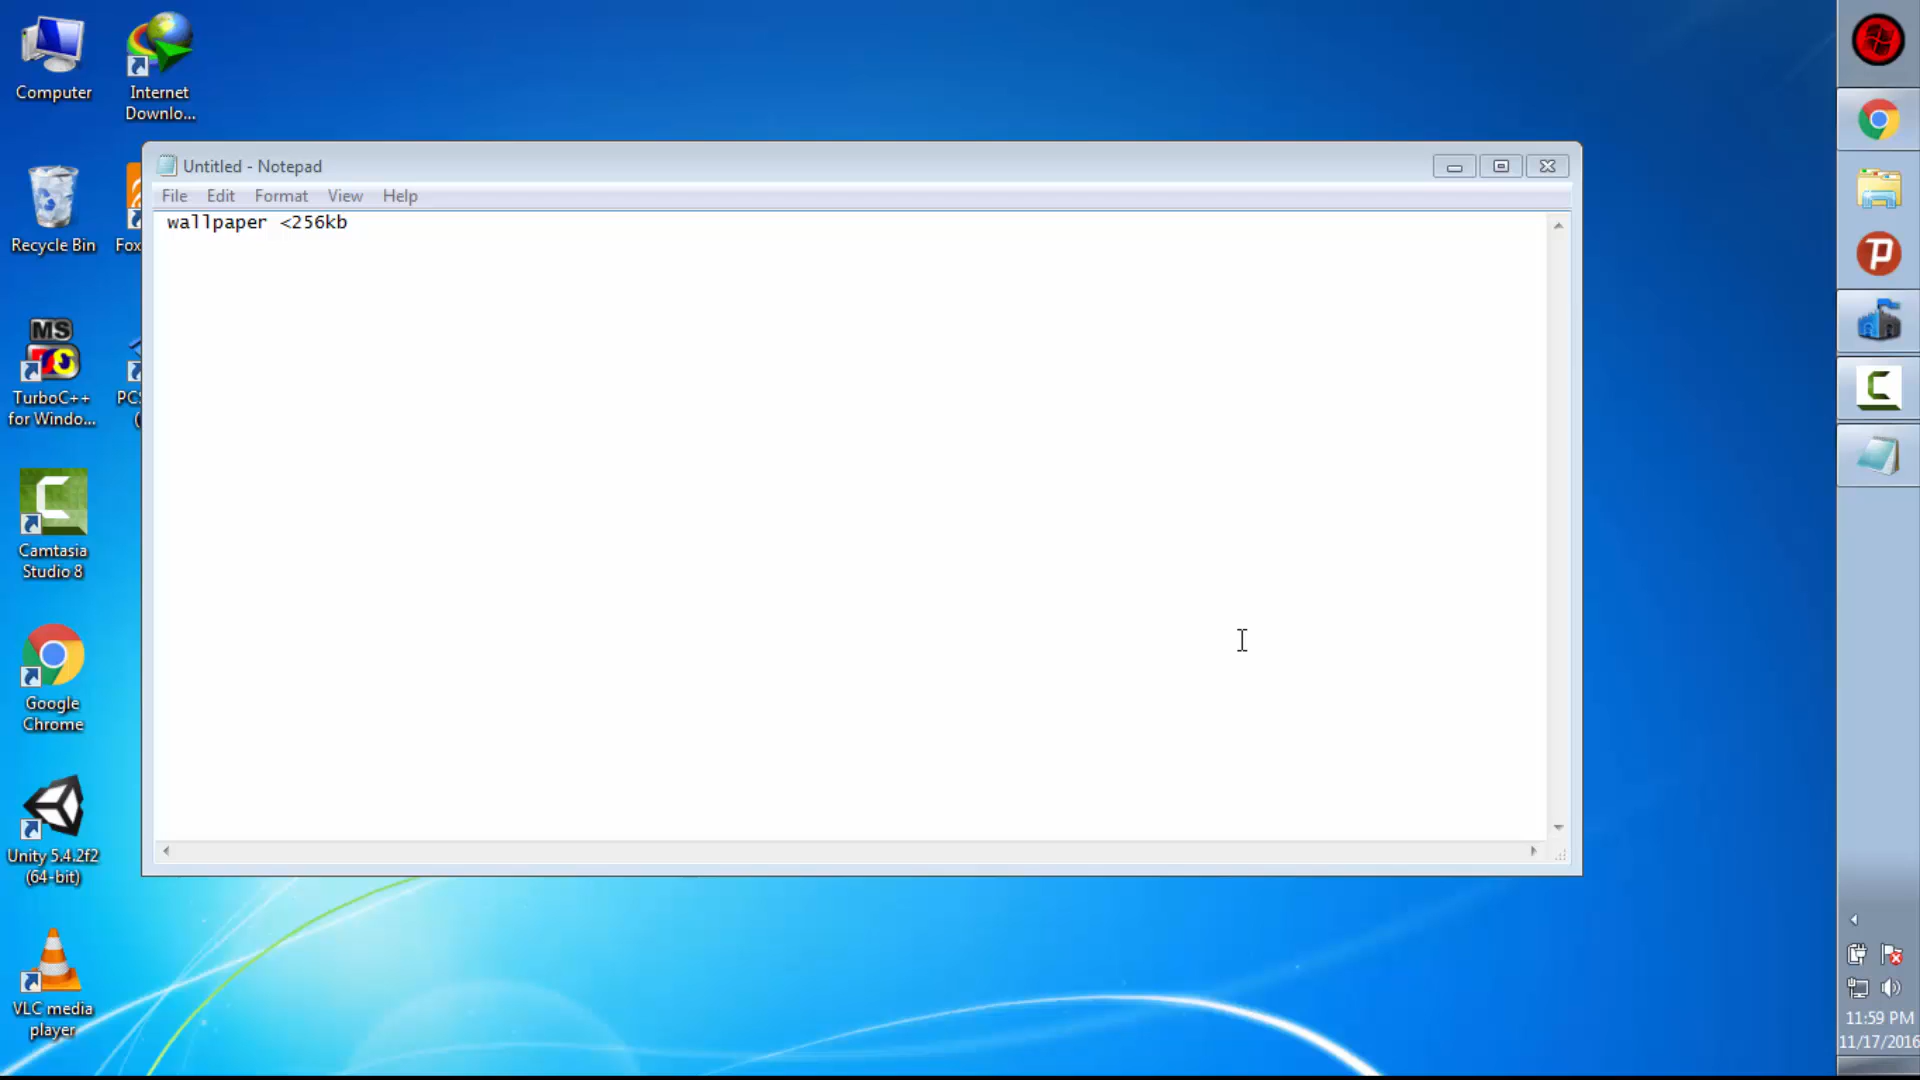 Computer
Internet
Downlo...
Untitled - Notepad
File Edit Format View Help
wallpaper <256kb
Recycle Bin
Fox
MS
TurboC++
for Windo...
PCS
(
Camtasia
Studio 8
Google
Chrome
Unity 5.4.2f2
(64-bit)
VLC media
player
11:59 PM
11/17/2016